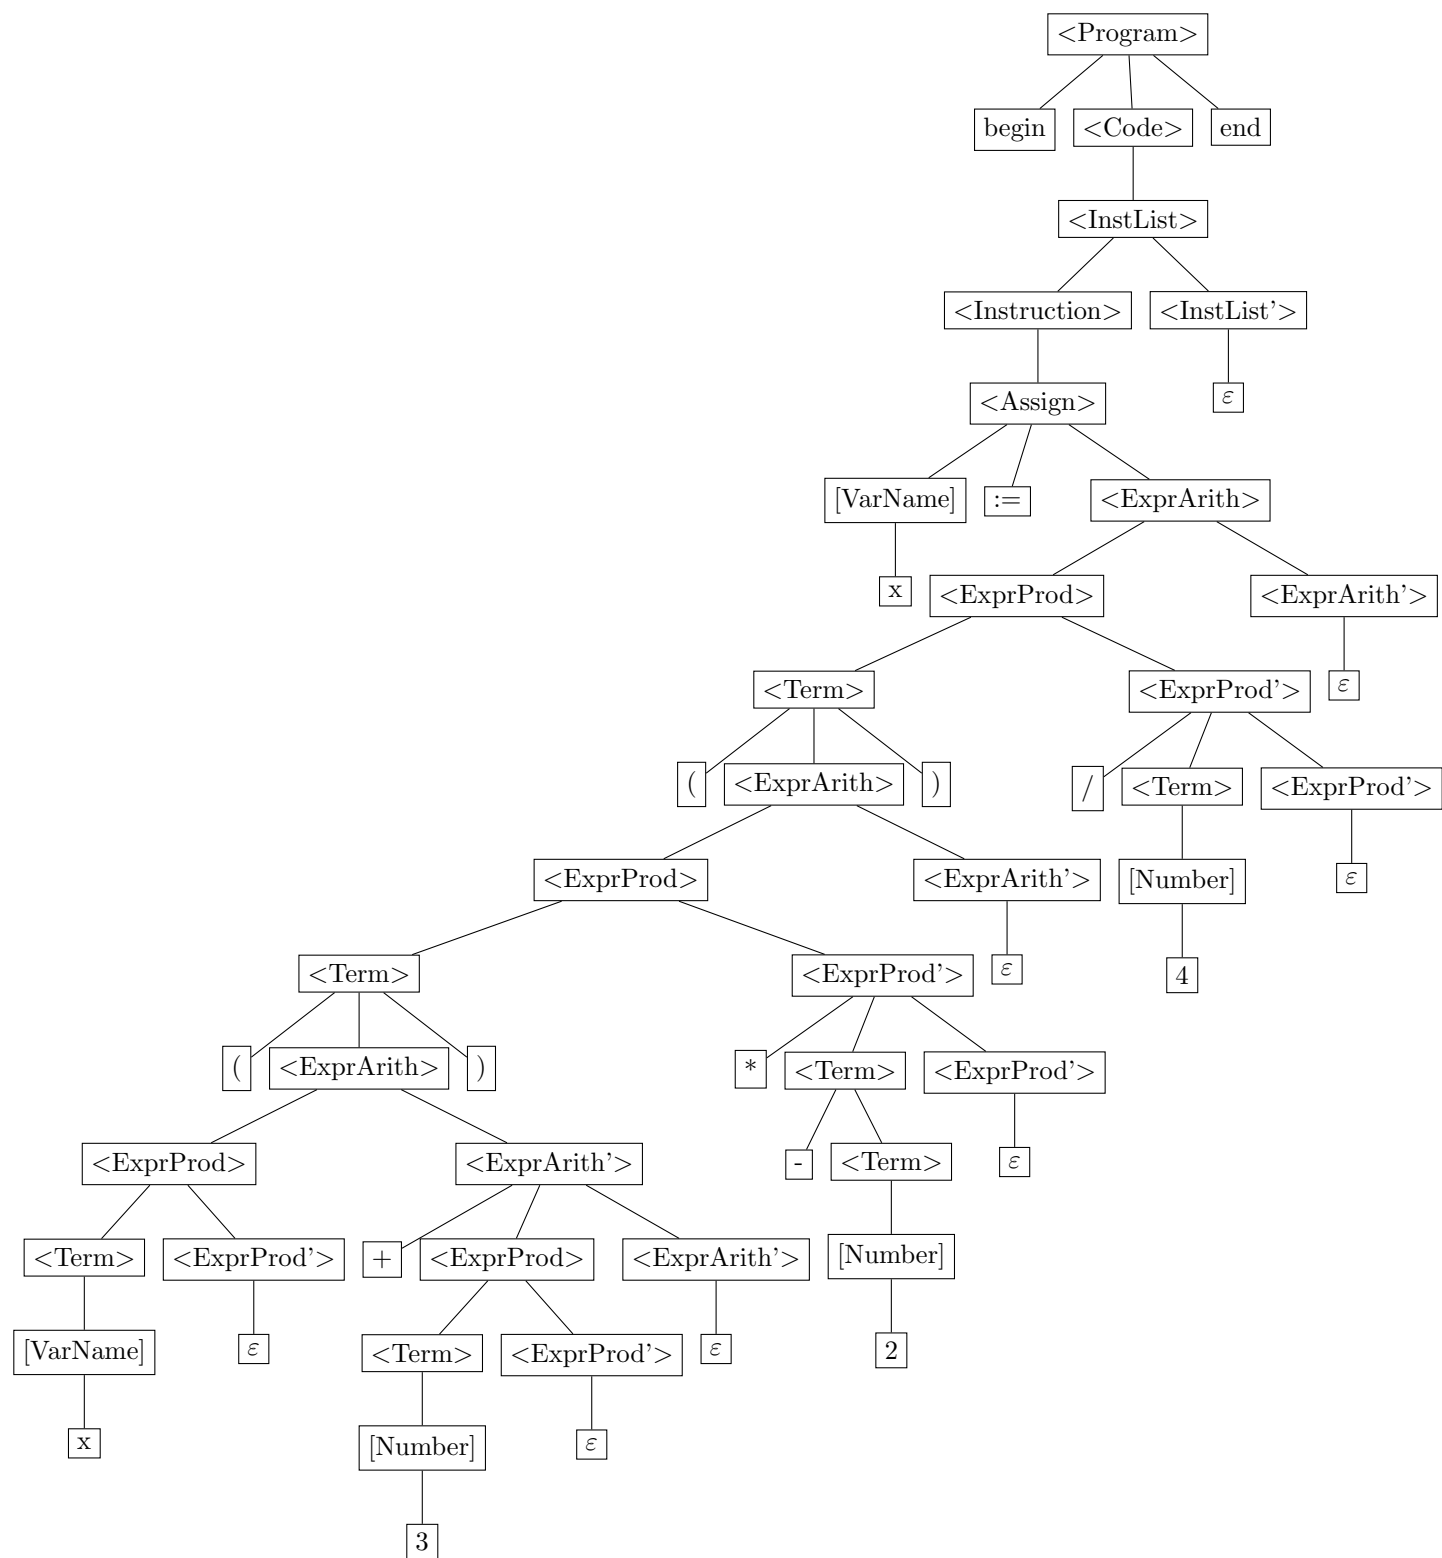 <Program>
begin <Code> end
<InstList>
<Instruction> <InstList'>
<Assign> ε
[VarName] := <ExprArith>
x <ExprProd> <ExprArith'>
<Term> <ExprProd'> ε
( <ExprArith> ) / <Term> <ExprProd'>
<ExprProd> <ExprArith'> [Number] ε
<Term> <ExprProd'> ε 4
( <ExprArith> ) * <Term> <ExprProd'>
<ExprProd> <ExprArith'> - <Term> ε
<Term> <ExprProd'> + <ExprProd> <ExprArith'> [Number]
[VarName] ε <Term> <ExprProd'> ε 2
x [Number] ε
3